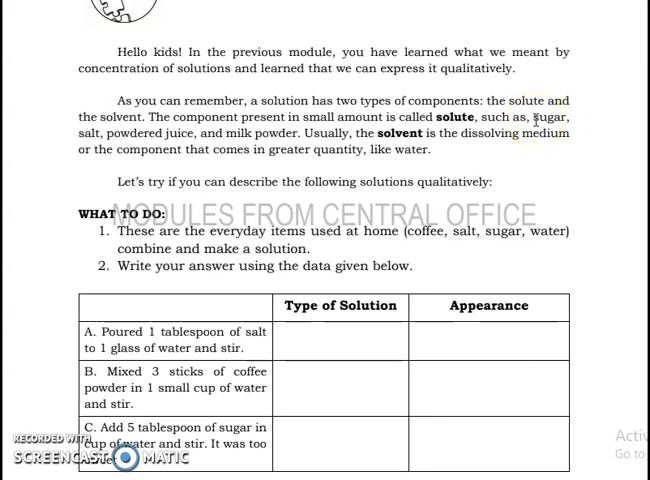 Hello kids! In the previous module, you have learned what we meant by
concentration of solutions and learned that we can express it qualitatively.
As you can remember, a solution has two types of components: the solute and
the solvent. The component present in small amount is called solute, such as, sugar,
salt, powdered juice, and milk powder. Usually, the solvent is the dissolving medium
or the component that comes in greater quantity, like water.
Let's try if you can describe the following solutions qualitatively:
WHAT TO DO:
MODULES FROM CENTRAL OFFICE
1. These are the everyday items used at home (coffee, salt, sugar, water)
combine and make a solution.
2. Write your answer using the data given below.
Type of Solution Appearance
A. Poured 1 tablespoon of salt
to 1 glass of water and stir.
B. Mixed 3 sticks of coffee
powder in 1 small cup of water
and stir.
C. Add 5 tablespoon of sugar in
cup of water and stir. It was too
RECORDED WITH
SCREENCAST MATIC
Activ
Go to